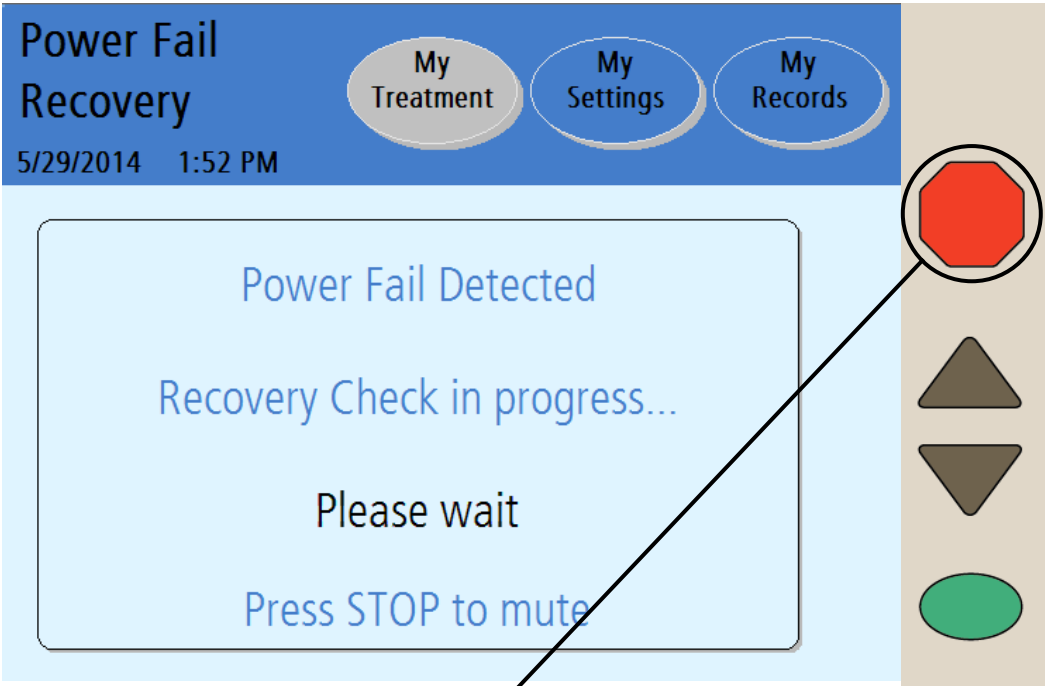 Power Fail
Recovery
5/29/2014 1:52 PM
My
Treatment
My
Settings
My
Records
Power Fail Detected
Recovery Check in progress...
Please wait
Press STOP to mute